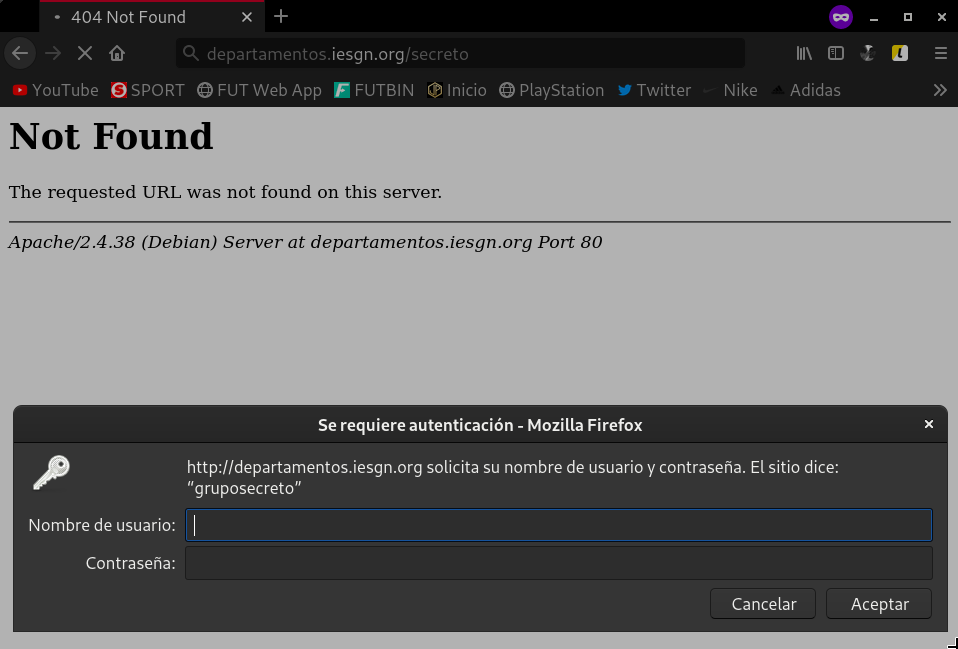 404 Not Found
departamentos.iesgn.org/secreto
YouTube SPORT FUT Web App FUTBIN Inicio PlayStation Twitter Nike Adidas
Not Found
The requested URL was not found on this server.
Apache/2.4.38 (Debian) Server at departamentos.iesgn.org Port 80
Se requiere autenticación - Mozilla Firefox
http://departamentos.iesgn.org solicita su nombre de usuario y contraseña. El sitio dice:
“gruposecreto”
Nombre de usuario:
Contraseña:
Cancelar Aceptar